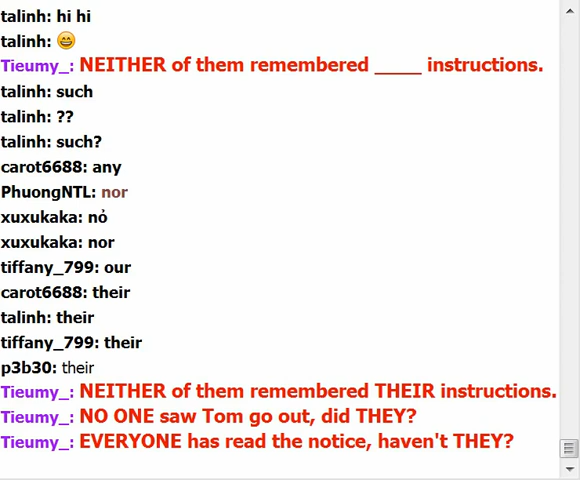 talinh: hi hi
talinh: 😄
Tieumy_: NEITHER of them remembered _____ instructions.
talinh: such
talinh: ??
talinh: such?
carot6688: any
PhuongNTL: nor
xuxukaka: nỏ
xuxukaka: nor
tiffany_799: our
carot6688: their
talinh: their
tiffany_799: their
p3b30: their
Tieumy_: NEITHER of them remembered THEIR instructions.
Tieumy_: NO ONE saw Tom go out, did THEY?
Tieumy_: EVERYONE has read the notice, haven't THEY?